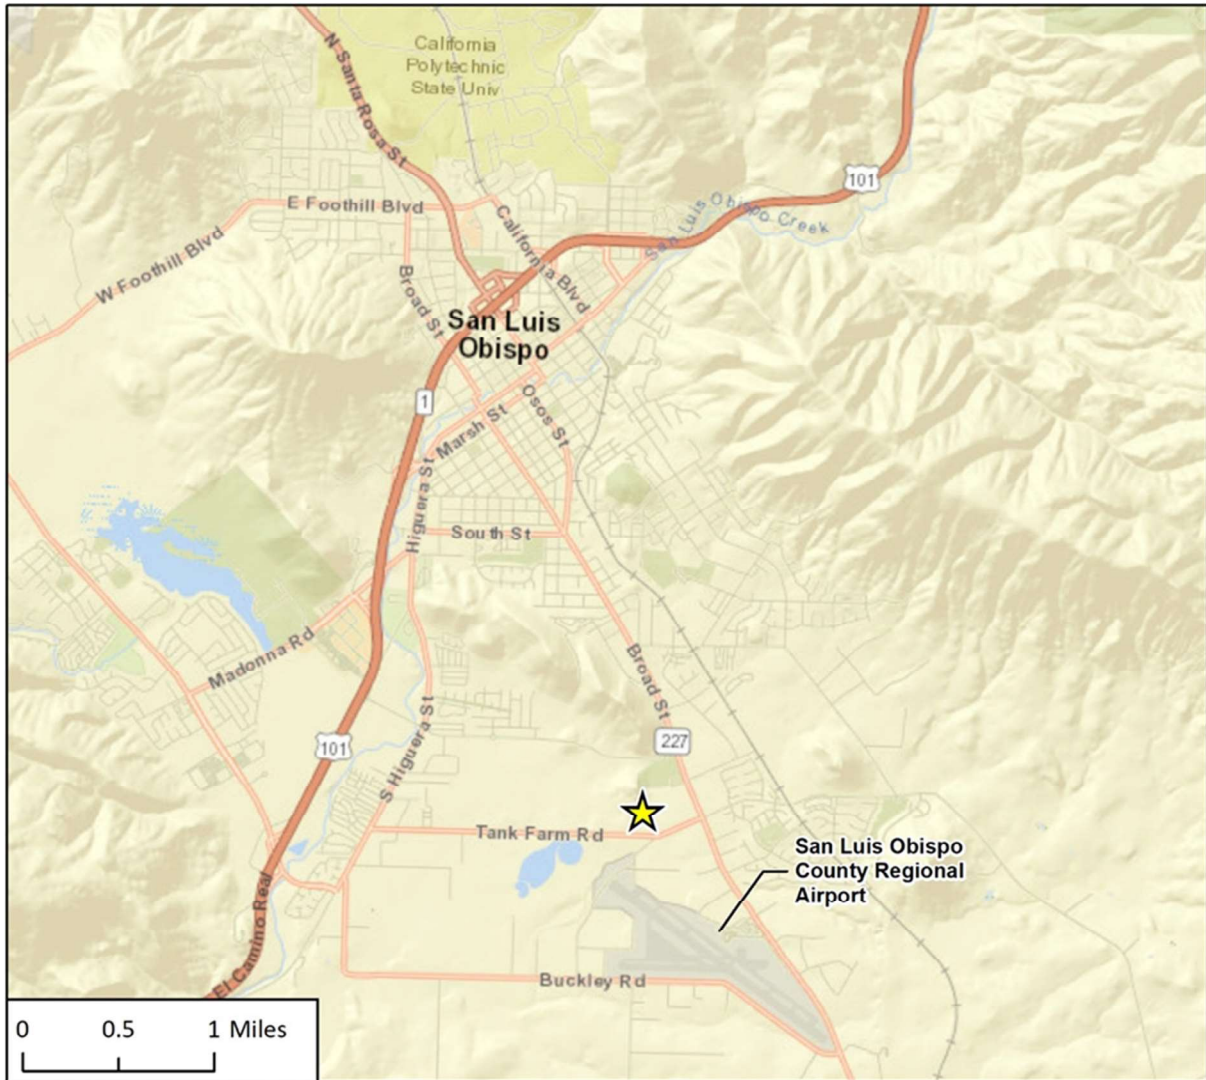 California
Polytechnic
State Univ
N Santa Rosa St
101
San Luis Obispo Creek
E Foothill Blvd
California Blvd
W Foothill Blvd
Broad St
San Luis
Obispo
1
Osos St
Marsh St
Higuera St
South St
Madonna Rd
Broad St
S Higuera St
227
101
Tank Farm Rd
San Luis Obispo
County Regional
Airport
El Camino Real
Buckley Rd
0 0.5 1 Miles